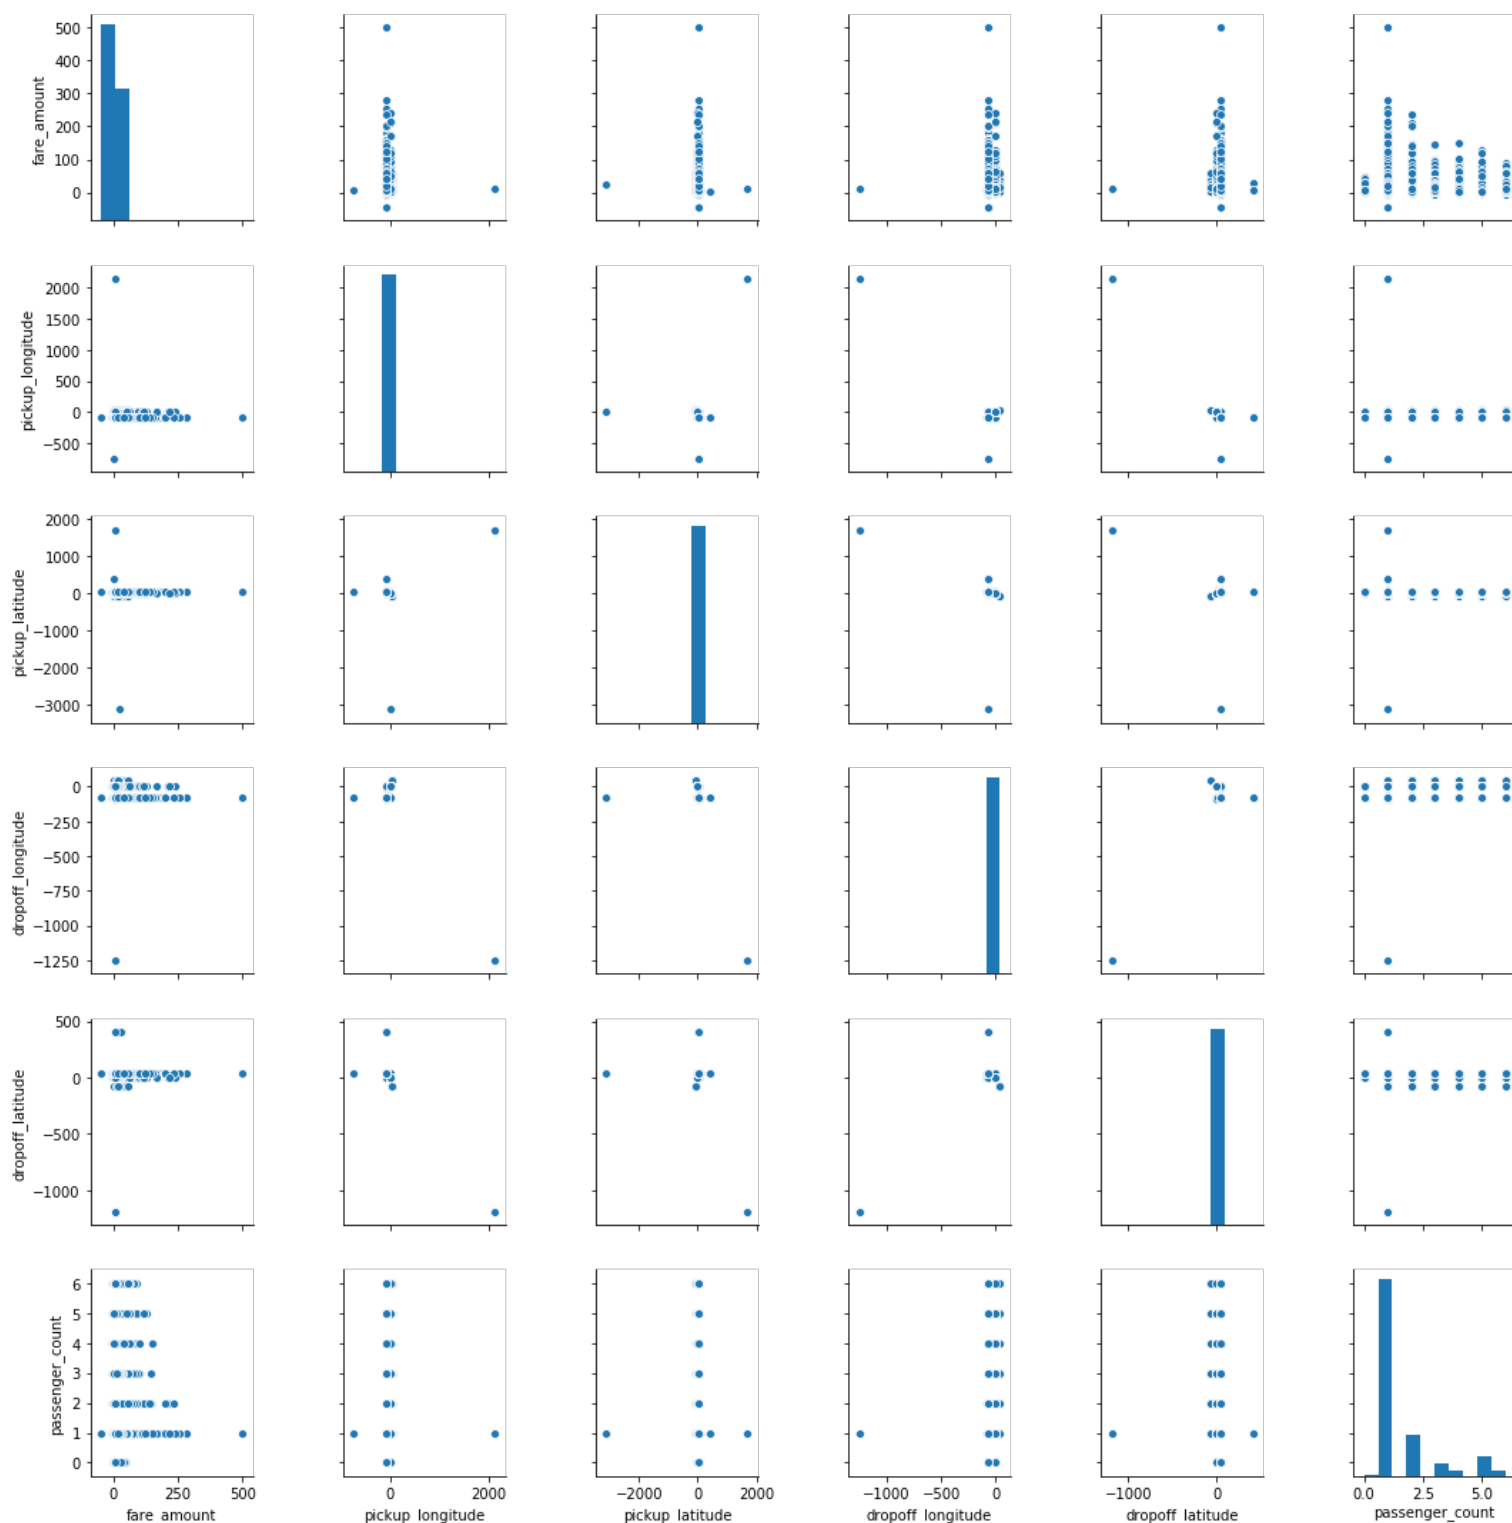 500
400
300
200
100
0
fare_amount
2000
1500
1000
500
0
−500
pickup_longitude
2000
1000
0
−1000
−2000
−3000
pickup_latitude
0
−250
−500
−750
−1000
−1250
dropoff_longitude
500
0
−500
−1000
dropoff_latitude
6
5
4
3
2
1
0
passenger_count
0 250 500
fare_amount
0 2000
pickup_longitude
−2000 0 2000
pickup_latitude
−1000 −500 0
dropoff_longitude
−1000 0
dropoff_latitude
0.0 2.5 5.0
passenger_count